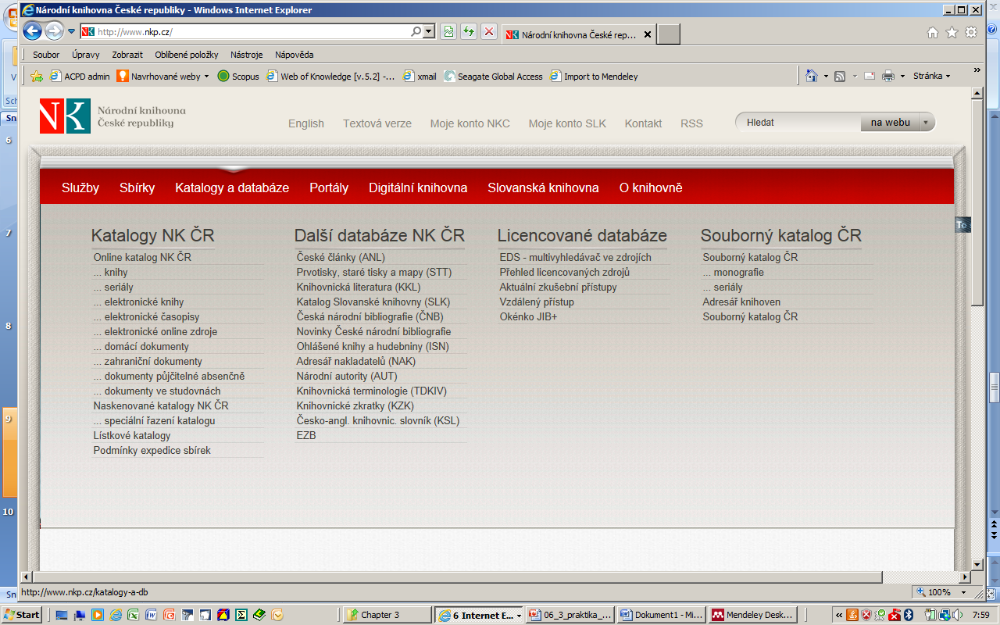 Národní knihovna České republiky - Windows Internet Explorer
http://www.nkp.cz/
Národní knihovna České rep...
Soubor Úpravy Zobrazit Oblíbené položky Nástroje Nápověda
ACPD admin Navrhované weby Scopus Web of Knowledge [v.5.2] -... xmail Seagate Global Access Import to Mendeley Stránka
NK Národní knihovna
České republiky
English Textová verze Moje konto NKC Moje konto SLK Kontakt RSS Hledat na webu
Služby Sbírky Katalogy a databáze Portály Digitální knihovna Slovanská knihovna O knihovně
Katalogy NK ČR
Online katalog NK ČR
... knihy
... seriály
... elektronické knihy
... elektronické časopisy
... elektronické online zdroje
... domácí dokumenty
... zahraniční dokumenty
... dokumenty půjčitelné absenčně
... dokumenty ve studovnách
Naskenované katalogy NK ČR
... speciální řazení katalogu
Lístkové katalogy
Podmínky expedice sbírek
Další databáze NK ČR
České články (ANL)
Prvotisky, staré tisky a mapy (STT)
Knihovnická literatura (KKL)
Katalog Slovanské knihovny (SLK)
Česká národní bibliografie (ČNB)
Novinky České národní bibliografie
Ohlášené knihy a hudebniny (ISN)
Adresář nakladatelů (NAK)
Národní autority (AUT)
Knihovnická terminologie (TDKIV)
Knihovnické zkratky (KZK)
Česko-angl. knihovnic. slovník (KSL)
EZB
Licencované databáze
EDS - multivyhledávač ve zdrojích
Přehled licencovaných zdrojů
Aktuální zkušební přístupy
Vzdálený přístup
Okénko JIB+
Souborný katalog ČR
Souborný katalog ČR
... monografie
... seriály
Adresář knihoven
Souborný katalog ČR
To
6
7
8
9
10
Sn
http://www.nkp.cz/katalogy-a-db
100%
Start Chapter 3 6 Internet E... 06_3_praktika_... Dokument1 - Mi... Mendeley Desk... 7:59